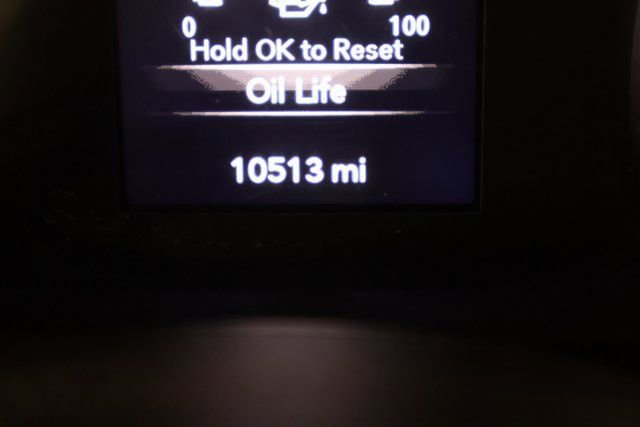 0 100
Hold OK to Reset
Oil Life
10513 mi